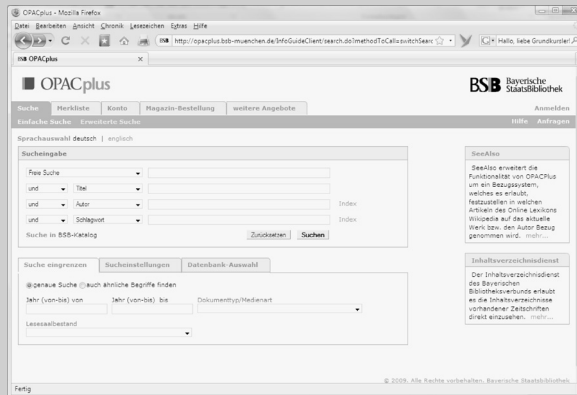 OPACplus - Mozilla Firefox
Datei Bearbeiten Ansicht Chronik Lesezeichen Extras Hilfe
BSB http://opacplus.bsb-muenchen.de/InfoGuideClient/search.do?methodToCall=switchSearc Hallo, liebe Grundkursler!
BSB OPACplus
OPACplus
BSB Bayerische StaatsBibliothek
Suche Merkliste Konto Magazin-Bestellung weitere Angebote Anmelden
Einfache Suche Erweiterte Suche Hilfe Anfragen
Sprachauswahl deutsch | englisch
Sucheingabe
Freie Suche
und Titel
und Autor Index
und Schlagwort Index
Suche in BSB-Katalog Zurücksetzen Suchen
Suche eingrenzen Sucheinstellungen Datenbank-Auswahl
genaue Suche auch ähnliche Begriffe finden
Jahr (von-bis) von Jahr (von-bis) bis Dokumenttyp/Medienart
Lesesaalbestand
SeeAlso
SeeAlso erweitert die
Funktionalität von OPACPlus
um ein Bezugssystem,
welches es erlaubt,
festzustellen in welchen
Artikeln des Online Lexikons
Wikipedia auf das aktuelle
Werk bzw. den Autor Bezug
genommen wird. mehr...
Inhaltsverzeichnisdienst
Der Inhaltsverzeichnisdienst
des Bayerischen
Bibliotheksverbunds erlaubt
es die Inhaltsverzeichnisse
vorhandener Zeitschriften
direkt einzusehen. mehr...
© 2009. Alle Rechte vorbehalten. Bayerische Staatsbibliothek
Fertig